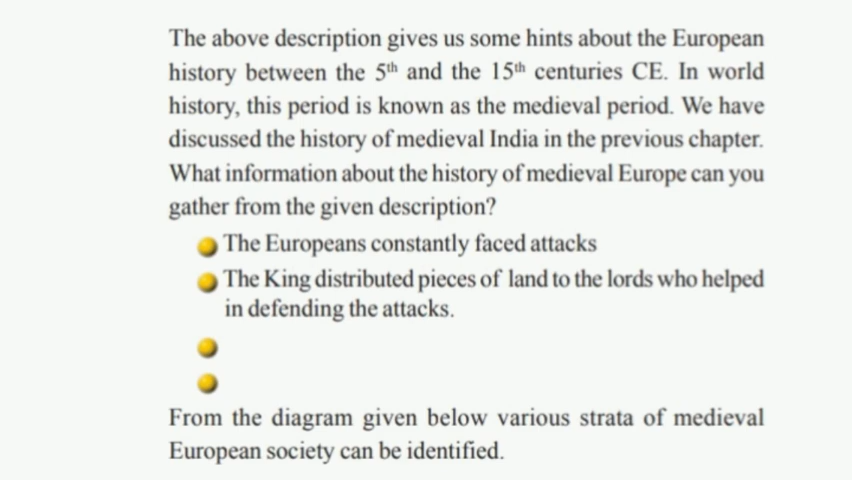 The above description gives us some hints about the European
history between the 5th and the 15th centuries CE. In world
history, this period is known as the medieval period. We have
discussed the history of medieval India in the previous chapter.
What information about the history of medieval Europe can you
gather from the given description?
The Europeans constantly faced attacks
The King distributed pieces of land to the lords who helped
in defending the attacks.
From the diagram given below various strata of medieval
European society can be identified.